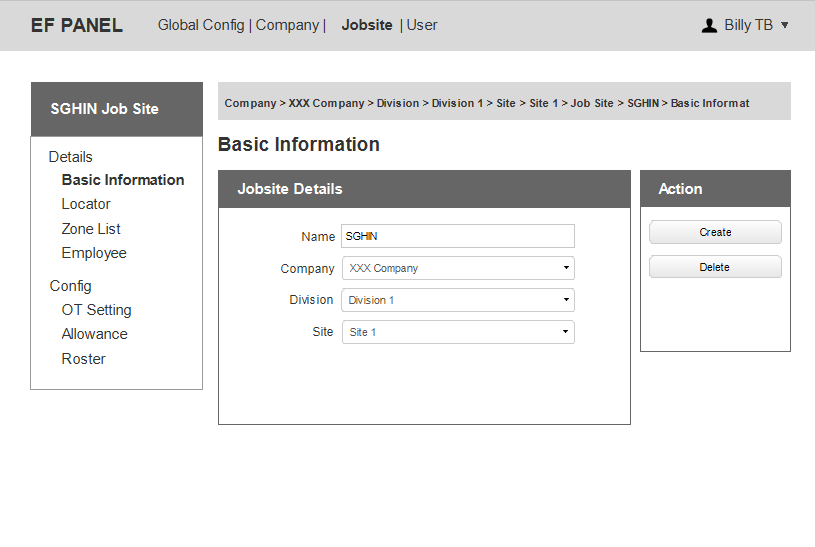 EF PANEL Global Config | Company | Jobsite | User Billy TB
SGHIN Job Site
Details
Basic Information
Locator
Zone List
Employee
Config
OT Setting
Allowance
Roster
Company > XXX Company > Division > Division 1 > Site > Site 1 > Job Site > SGHIN > Basic Informat
Basic Information
Jobsite Details
Name SGHIN
Company XXX Company
Division Division 1
Site Site 1
Action
Create
Delete